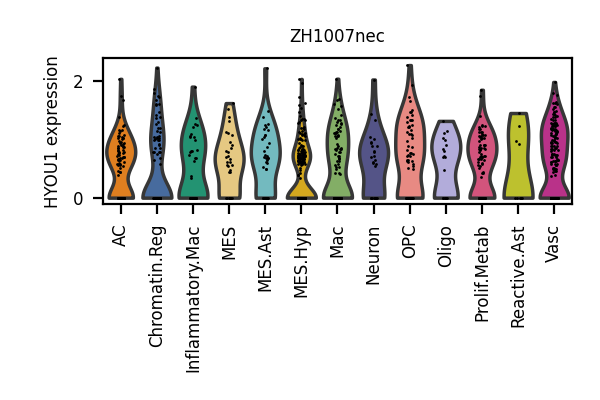 ZH1007nec
HYOU1 expression
2
0
AC
Chromatin.Reg
Inflammatory.Mac
MES
MES.Ast
MES.Hyp
Mac
Neuron
OPC
Oligo
Prolif.Metab
Reactive.Ast
Vasc